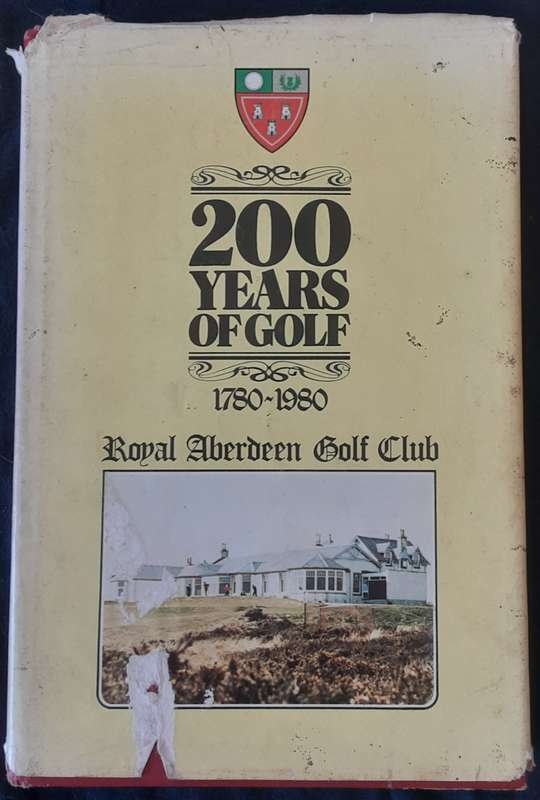 200
YEARS
OF GOLF
1780~1980
Royal Aberdeen Golf Club